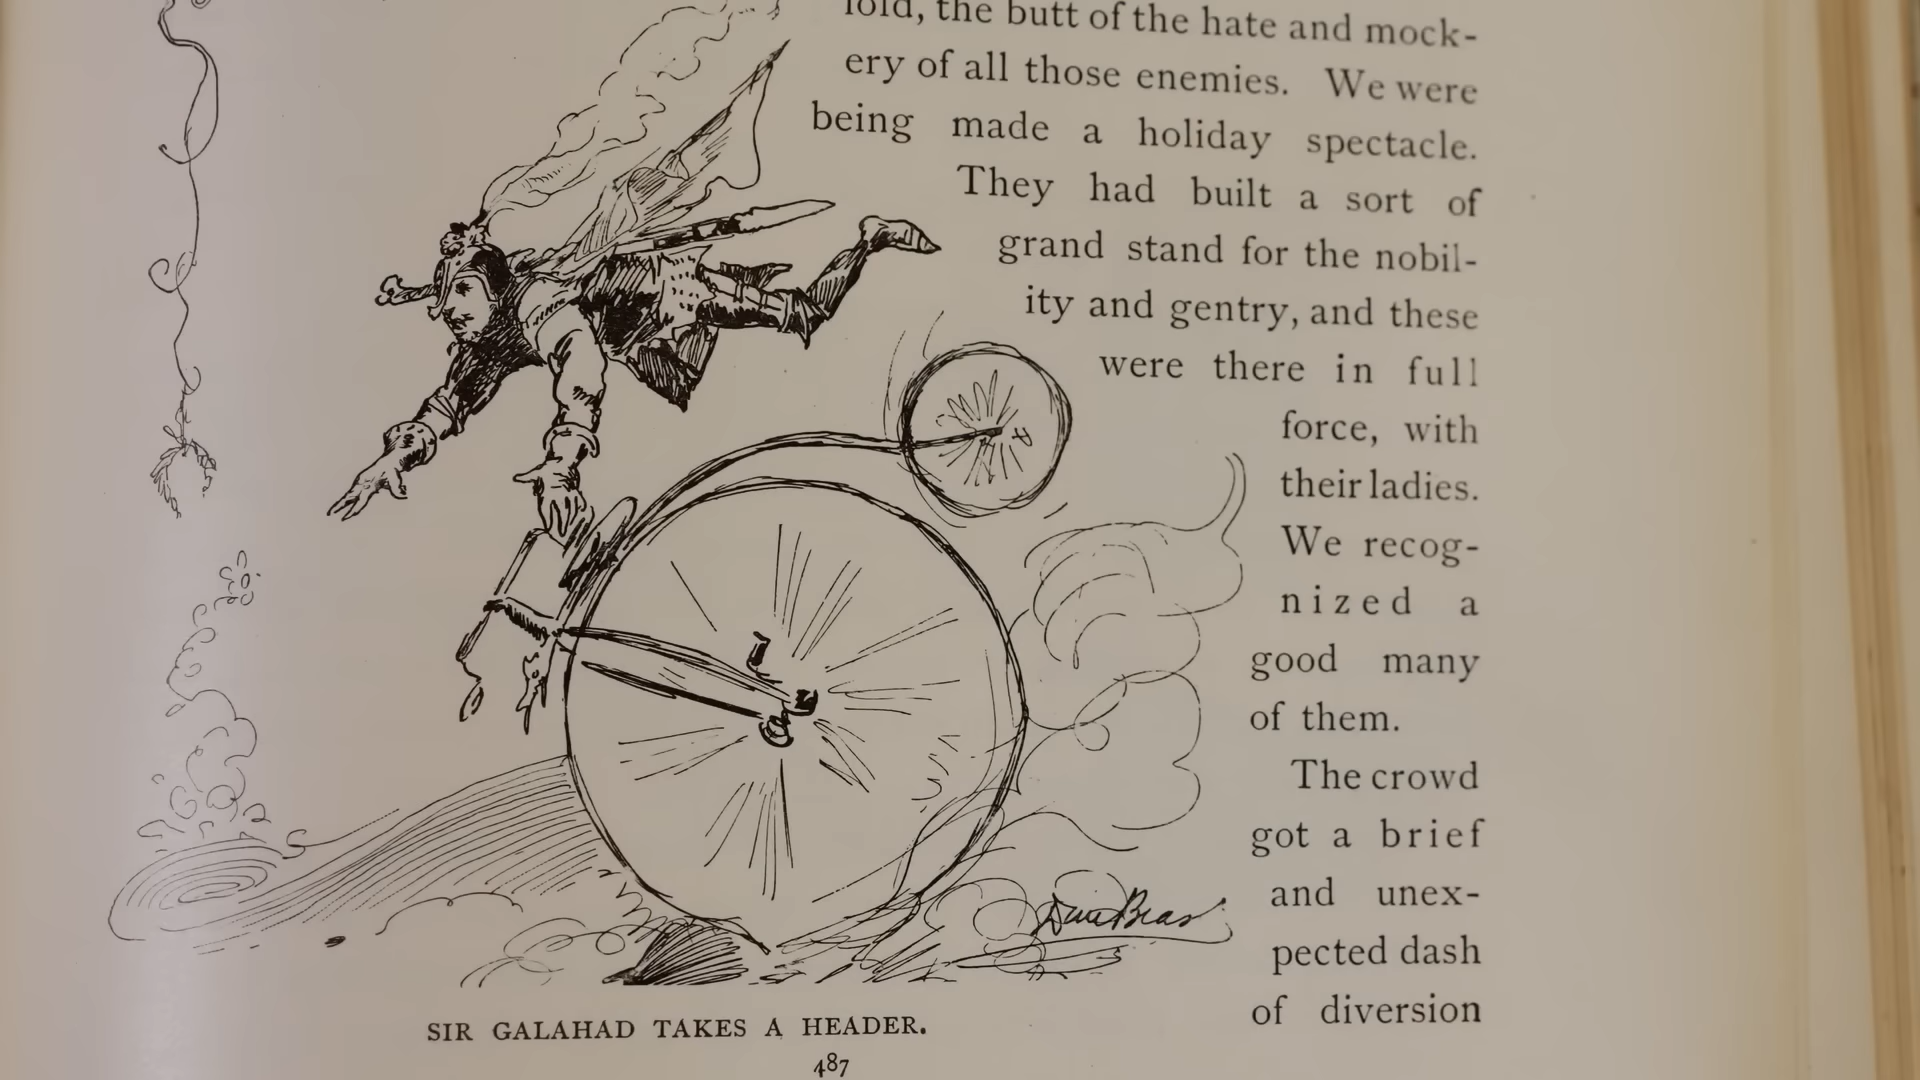 fold, the butt of the hate and mock-
ery of all those enemies. We were
being made a holiday spectacle.
They had built a sort of
grand stand for the nobil-
ity and gentry, and these
were there in full
force, with
their ladies.
We recog-
nized a
good many
of them.
The crowd
got a brief
and unex-
pected dash
of diversion
Dan Beard
SIR GALAHAD TAKES A HEADER.
487